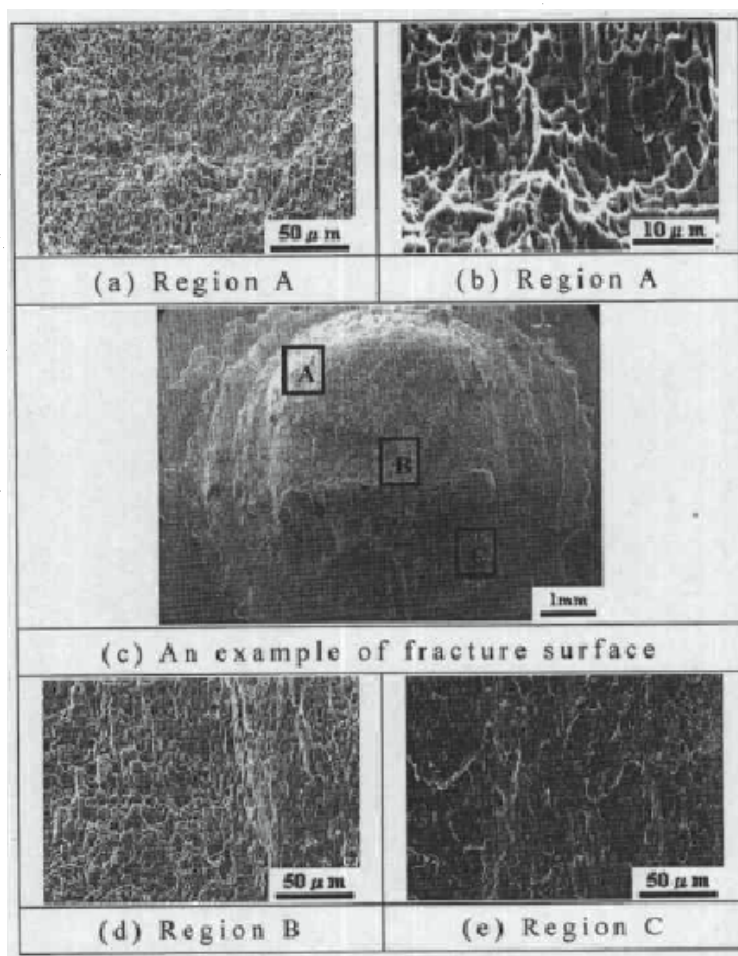 50 μm
10 μm
(a) Region A
(b) Region A
A
B
C
1mm
(c) An example of fracture surface
50 μm
50 μm
(d) Region B
(e) Region C